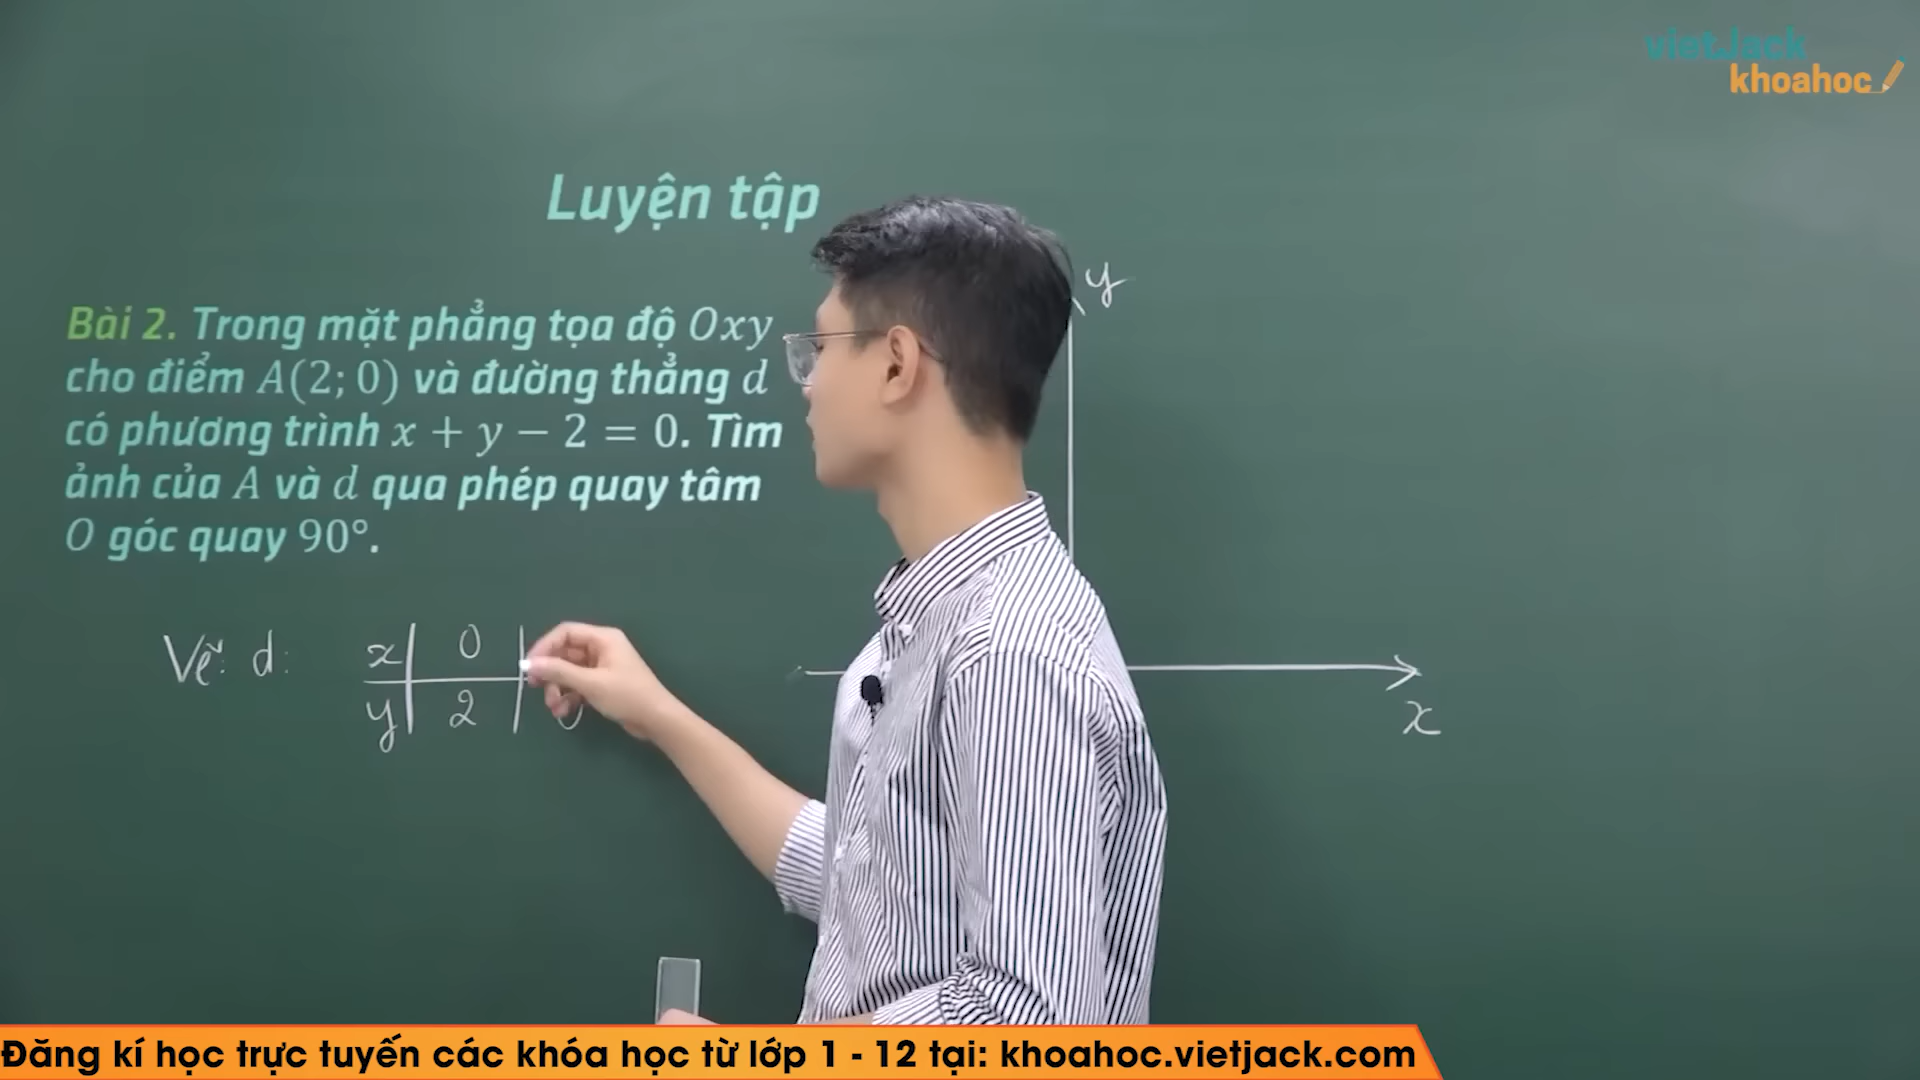 vietJack
khoahoc
Luyện tập
Bài 2. Trong mặt phẳng tọa độ Oxy
cho điểm A(2; 0) và đường thẳng d
có phương trình x + y − 2 = 0. Tìm
ảnh của A và d qua phép quay tâm
O góc quay 90°.
y
Vẽ: d:
x | 0 |
y | 2 | 0
x
Đăng kí học trực tuyến các khóa học từ lớp 1 - 12 tại: khoahoc.vietjack.com